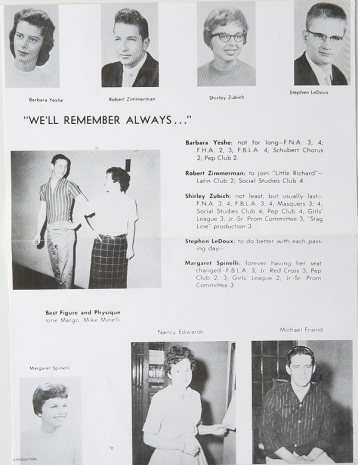 Barbara Yeshe
Robert Zimmerman
Shirley Zubich
Stephen LeDoux
"WE'LL REMEMBER ALWAYS..."
Barbara Yeshe: not for long—F.N.A. 3, 4;
F.H.A. 2, 3; F.B.L.A. 4; Schubert Chorus
2; Pep Club 2.
Robert Zimmerman: to join "Little Richard"—
Latin Club 2; Social Studies Club 4.
Shirley Zubich: not least, but usually last—
F.N.A. 3, 4, F.B.L.A. 3, 4; Masquers 3, 4,
Social Studies Club 4; Pep Club 4; Girls'
League 3; Jr.-Sr. Prom Committee 3; "Stag
Line" production 3
Stephen LeDoux: to do better with each pass-
ing day—
Margaret Spinelli: forever having her seat
changed. F.B.L.A. 3; Jr. Red Cross 3; Pep
Club 2, 3; Girls' League 2; Jr.-Sr. Prom
Committee 3
Best Figure and Physique
Ione Margo, Mike Minelli
Nancy Edwards
Michael Friend
Margaret Spinelli